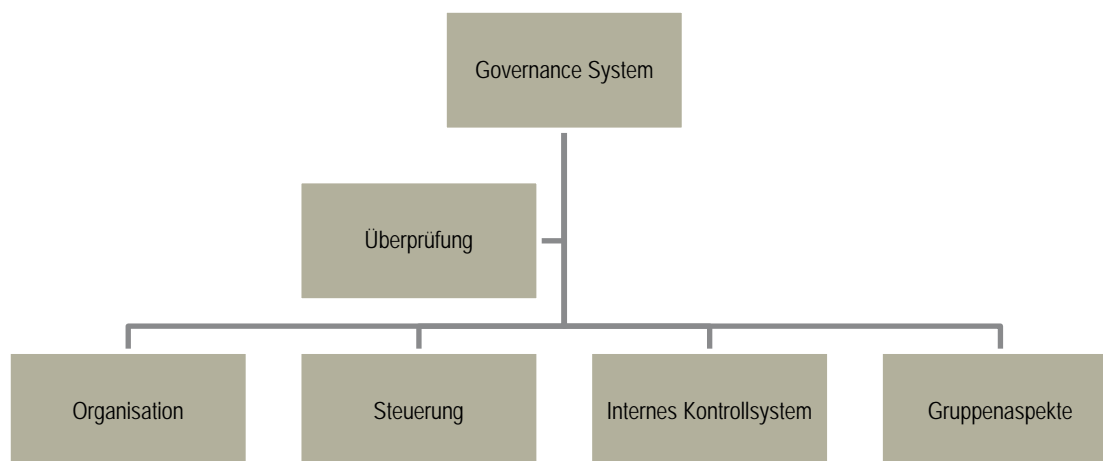 Governance System
Überprüfung
Organisation
Steuerung
Internes Kontrollsystem
Gruppenaspekte